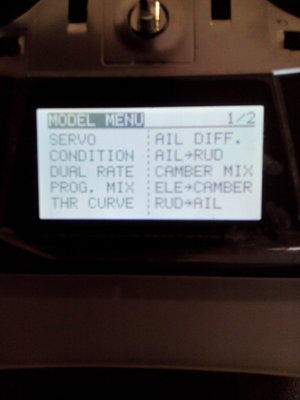 MODEL MENU 1/2
SERVO AIL DIFF.
CONDITION AIL→RUD
DUAL RATE CAMBER MIX
PROG. MIX ELE→CAMBER
THR CURVE RUD→AIL